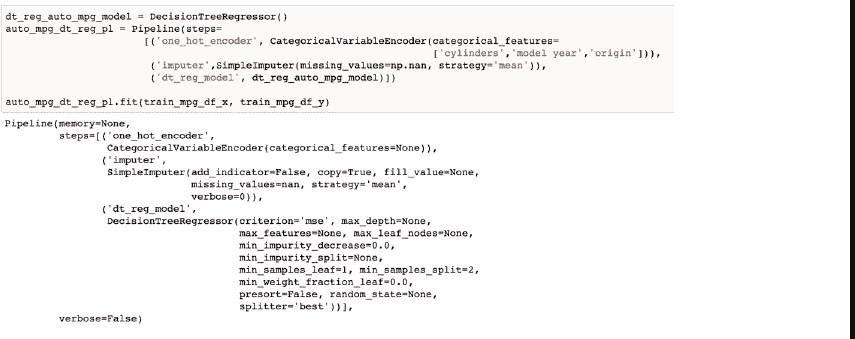 dt_reg_auto_mpg_model = DecisionTreeRegressor()
auto_mpg_dt_reg_pl = Pipeline(steps=
[('one_hot_encoder', CategoricalVariableEncoder(categorical_features=
['cylinders','model year','origin'])),
('imputer',SimpleImputer(missing_values=np.nan, strategy='mean')),
('dt_reg_model', dt_reg_auto_mpg_model)])
auto_mpg_dt_reg_pl.fit(train_mpg_df_x, train_mpg_df_y)
Pipeline(memory=None,
steps=[('one_hot_encoder',
CategoricalVariableEncoder(categorical_features=None)),
('imputer',
SimpleImputer(add_indicator=False, copy=True, fill_value=None,
missing_values=nan, strategy='mean',
verbose=0)),
('dt_reg_model',
DecisionTreeRegressor(criterion='mse', max_depth=None,
max_features=None, max_leaf_nodes=None,
min_impurity_decrease=0.0,
min_impurity_split=None,
min_samples_leaf=1, min_samples_split=2,
min_weight_fraction_leaf=0.0,
presort=False, random_state=None,
splitter='best'))],
verbose=False)